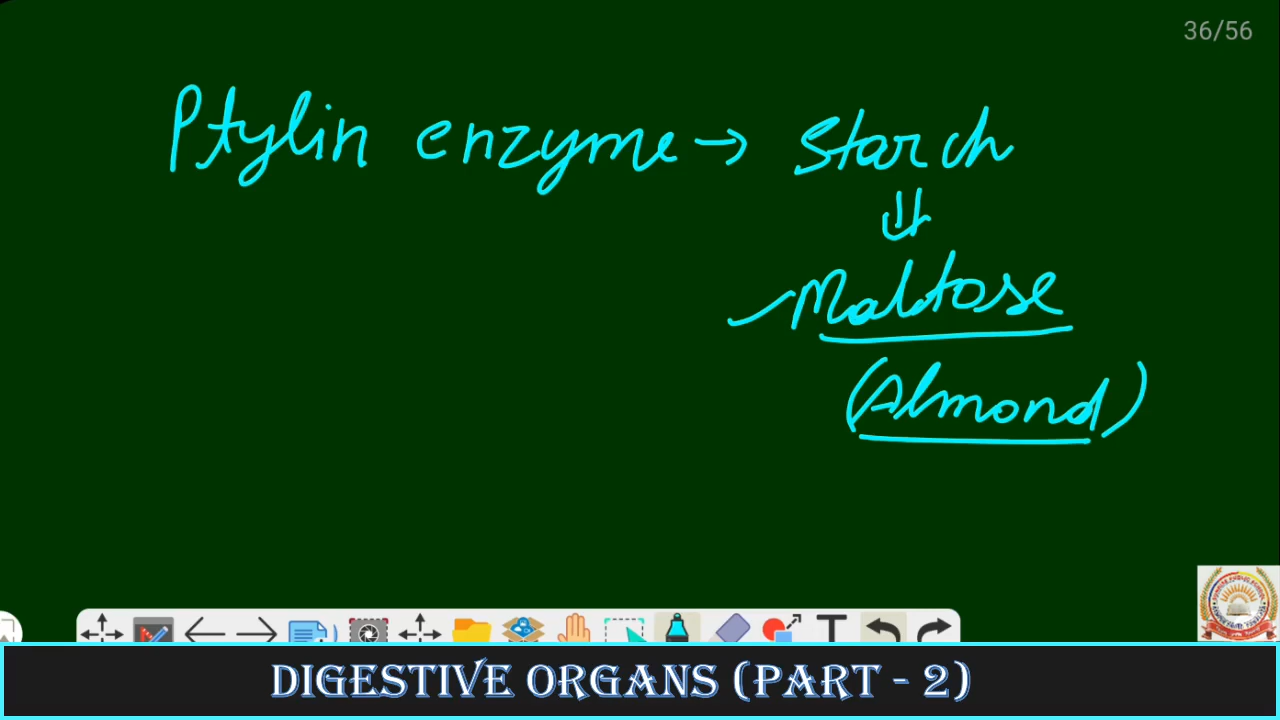 36/56
Ptylin enzyme → Starch
⇓
Maltose
(Almond)
DIGESTIVE ORGANS (PART - 2)